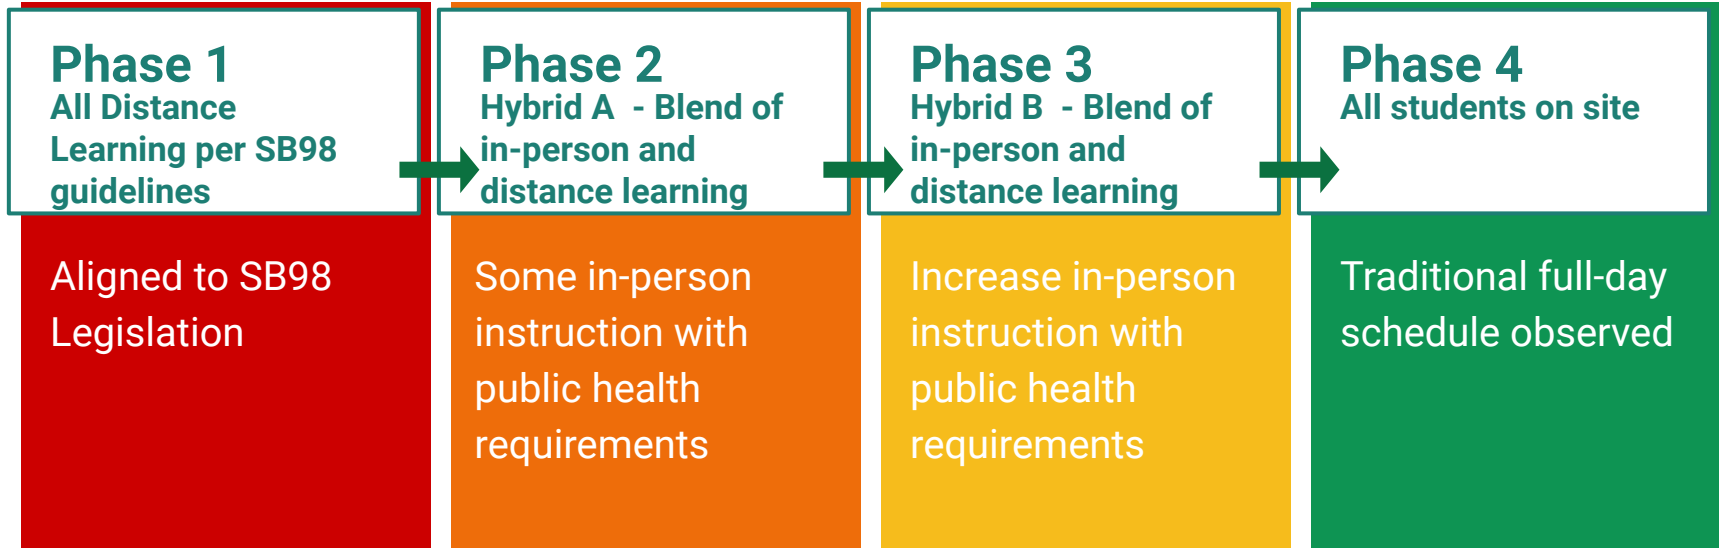 Phase 1
All Distance
Learning per SB98
guidelines
Aligned to SB98
Legislation
Phase 2
Hybrid A  - Blend of
in-person and
distance learning
Some in-person
instruction with
public health
requirements
Phase 3
Hybrid B  - Blend of
in-person and
distance learning
Increase in-person
instruction with
public health
requirements
Phase 4
All students on site
Traditional full-day
schedule observed